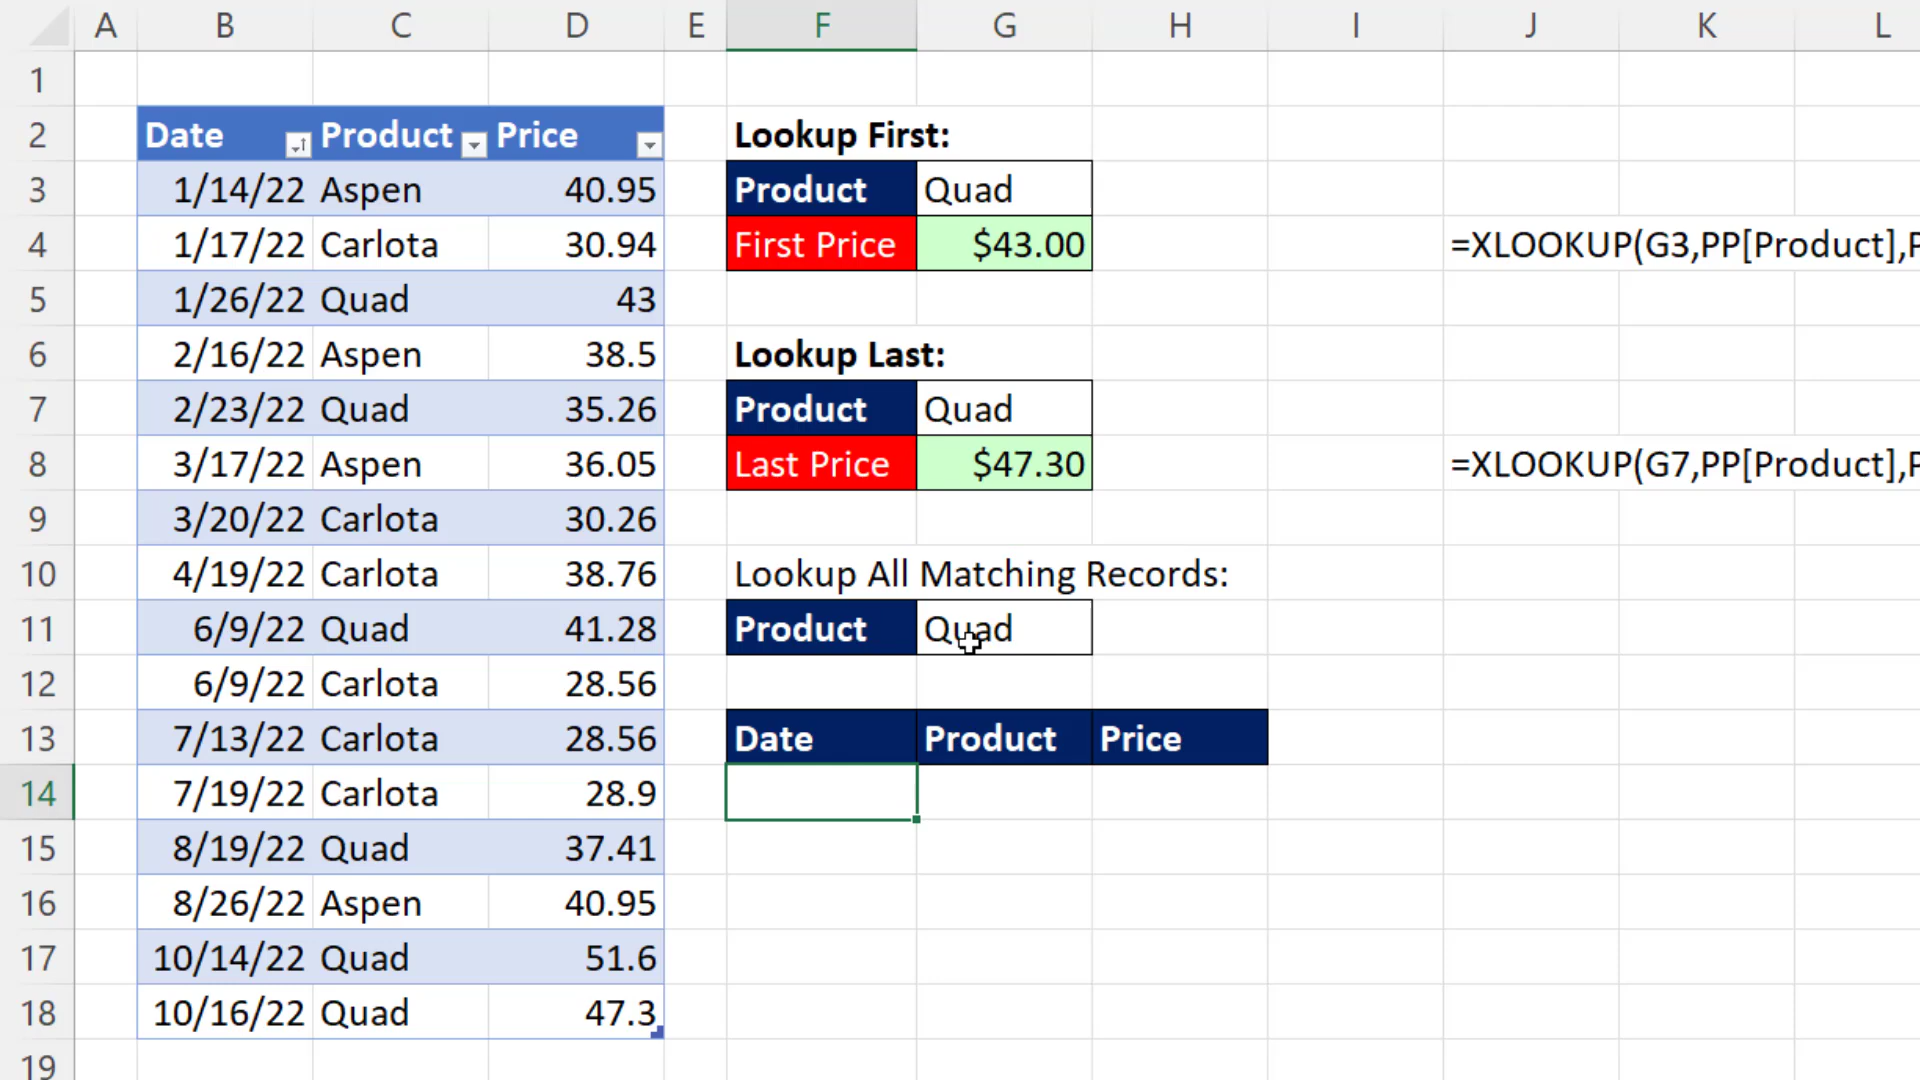 A B C D E F G H I J K L
1
2 Date Product Price Lookup First:
3 1/14/22 Aspen 40.95 Product Quad
4 1/17/22 Carlota 30.94 First Price $43.00 =XLOOKUP(G3,PP[Product],P
5 1/26/22 Quad 43
6 2/16/22 Aspen 38.5 Lookup Last:
7 2/23/22 Quad 35.26 Product Quad
8 3/17/22 Aspen 36.05 Last Price $47.30 =XLOOKUP(G7,PP[Product],P
9 3/20/22 Carlota 30.26
10 4/19/22 Carlota 38.76 Lookup All Matching Records:
11 6/9/22 Quad 41.28 Product Quad
12 6/9/22 Carlota 28.56
13 7/13/22 Carlota 28.56 Date Product Price
14 7/19/22 Carlota 28.9
15 8/19/22 Quad 37.41
16 8/26/22 Aspen 40.95
17 10/14/22 Quad 51.6
18 10/16/22 Quad 47.3
19